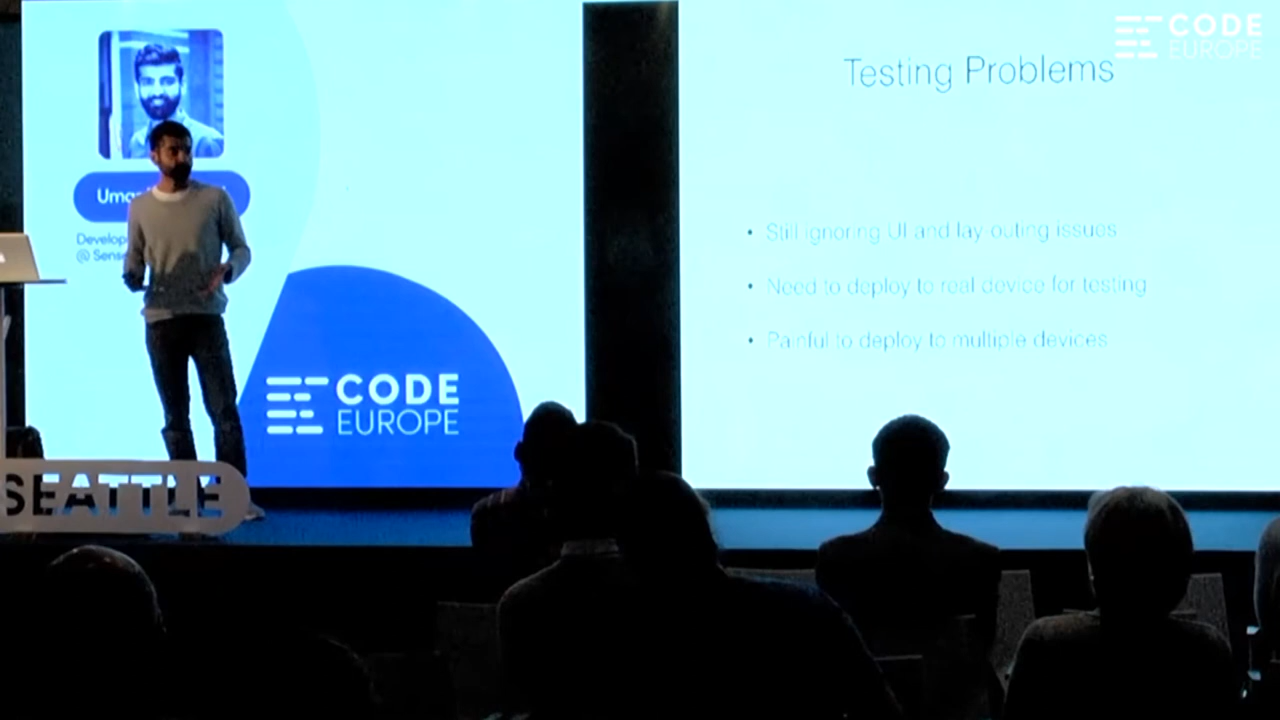 CODE
EUROPE
Testing Problems
• Still ignoring UI and lay-outing issues
• Need to deploy to real device for testing
• Painful to deploy to multiple devices
CODE
EUROPE
SEATTLE